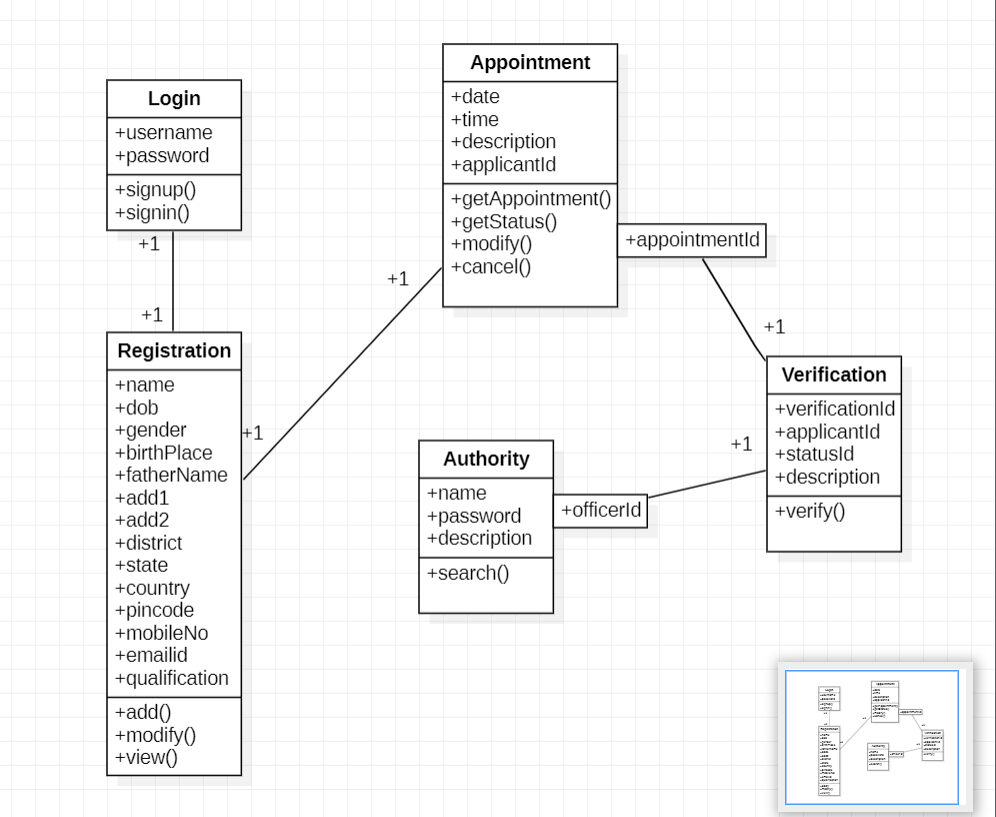 Login
+username
+password
+signup()
+signin()
+1
+1
Registration
+name
+dob
+gender
+birthPlace
+fatherName
+add1
+add2
+district
+state
+country
+pincode
+mobileNo
+emailid
+qualification
+add()
+modify()
+view()
+1
+1
Appointment
+date
+time
+description
+applicantId
+getAppointment()
+getStatus()
+modify()
+cancel()
+appointmentId
+1
Verification
+verificationId
+applicantId
+statusId
+description
+verify()
+1
Authority
+name
+password
+description
+search()
+officerId